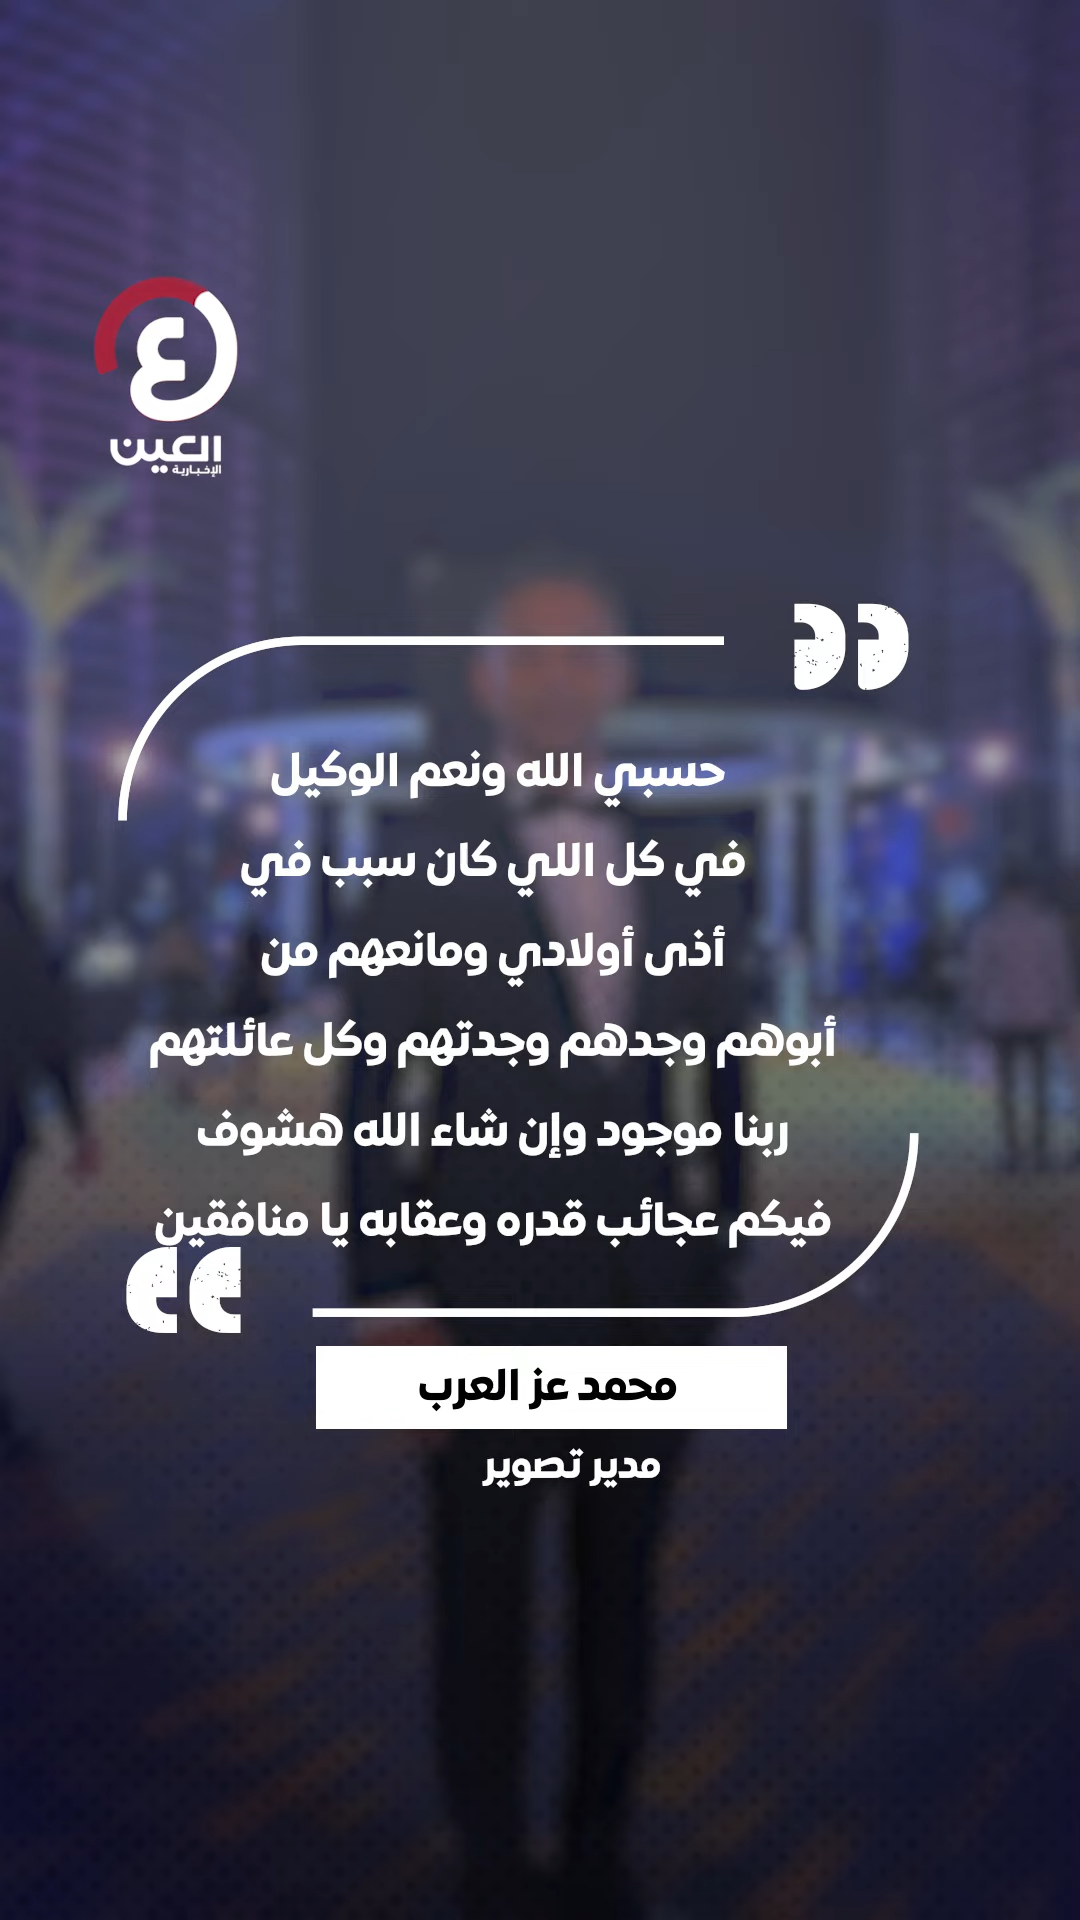 العين
الإخبارية
حسبي الله ونعم الوكيل
في كل اللي كان سبب في
أذى أولادي ومانعهم من
أبوهم وجدهم وجدتهم وكل عائلتهم
ربنا موجود وإن شاء الله هشوف
فيكم عجائب قدره وعقابه يا منافقين
محمد عز العرب
مدير تصوير